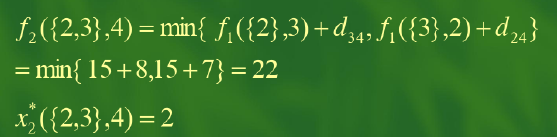 f₂({2,3},4) = min{ f₁({2},3)+d₃₄, f₁({3},2)+d₂₄}
= min{ 15+8,15+7} = 22
x₂*({2,3},4) = 2